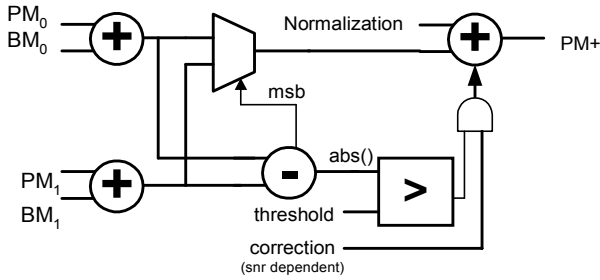 PM0
BM0
+
Normalization
+
PM+
msb
PM1
BM1
+
-
abs()
>
threshold
correction
(snr dependent)